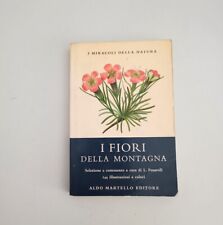 I MIRACOLI DELLA NATURA
I FIORI
DELLA MONTAGNA
Selezione e commento a cura di L. Fenaroli
144 illustrazioni a colori
ALDO MARTELLO EDITORE